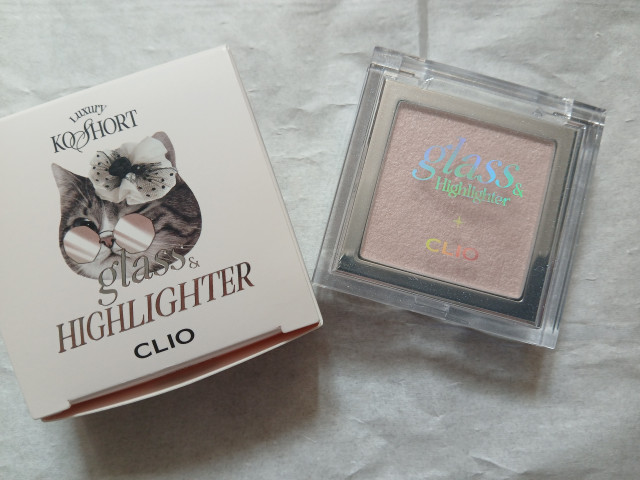 Luxury
KOSHORT
glass &
HIGHLIGHTER
CLIO
glass &
Highlighter
+
CLIO